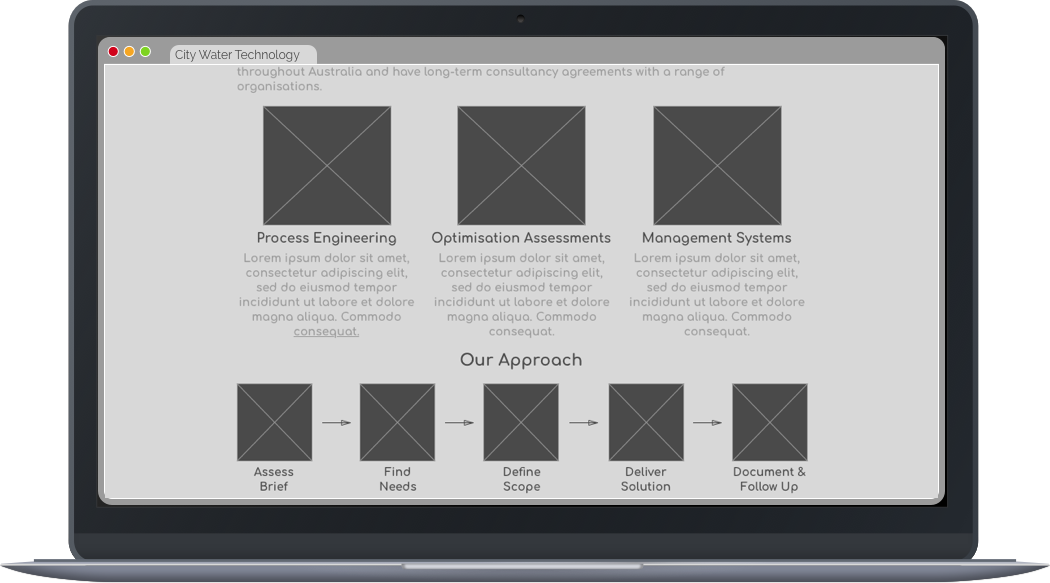 City Water Technology
throughout Australia and have long-term consultancy agreements with a range of
organisations.
Process Engineering
Lorem ipsum dolor sit amet,
consectetur adipiscing elit,
sed do eiusmod tempor
incididunt ut labore et dolore
magna aliqua. Commodo
consequat.
Optimisation Assessments
Lorem ipsum dolor sit amet,
consectetur adipiscing elit,
sed do eiusmod tempor
incididunt ut labore et dolore
magna aliqua. Commodo
consequat.
Management Systems
Lorem ipsum dolor sit amet,
consectetur adipiscing elit,
sed do eiusmod tempor
incididunt ut labore et dolore
magna aliqua. Commodo
consequat.
Our Approach
Assess
Brief
Find
Needs
Define
Scope
Deliver
Solution
Document &
Follow Up